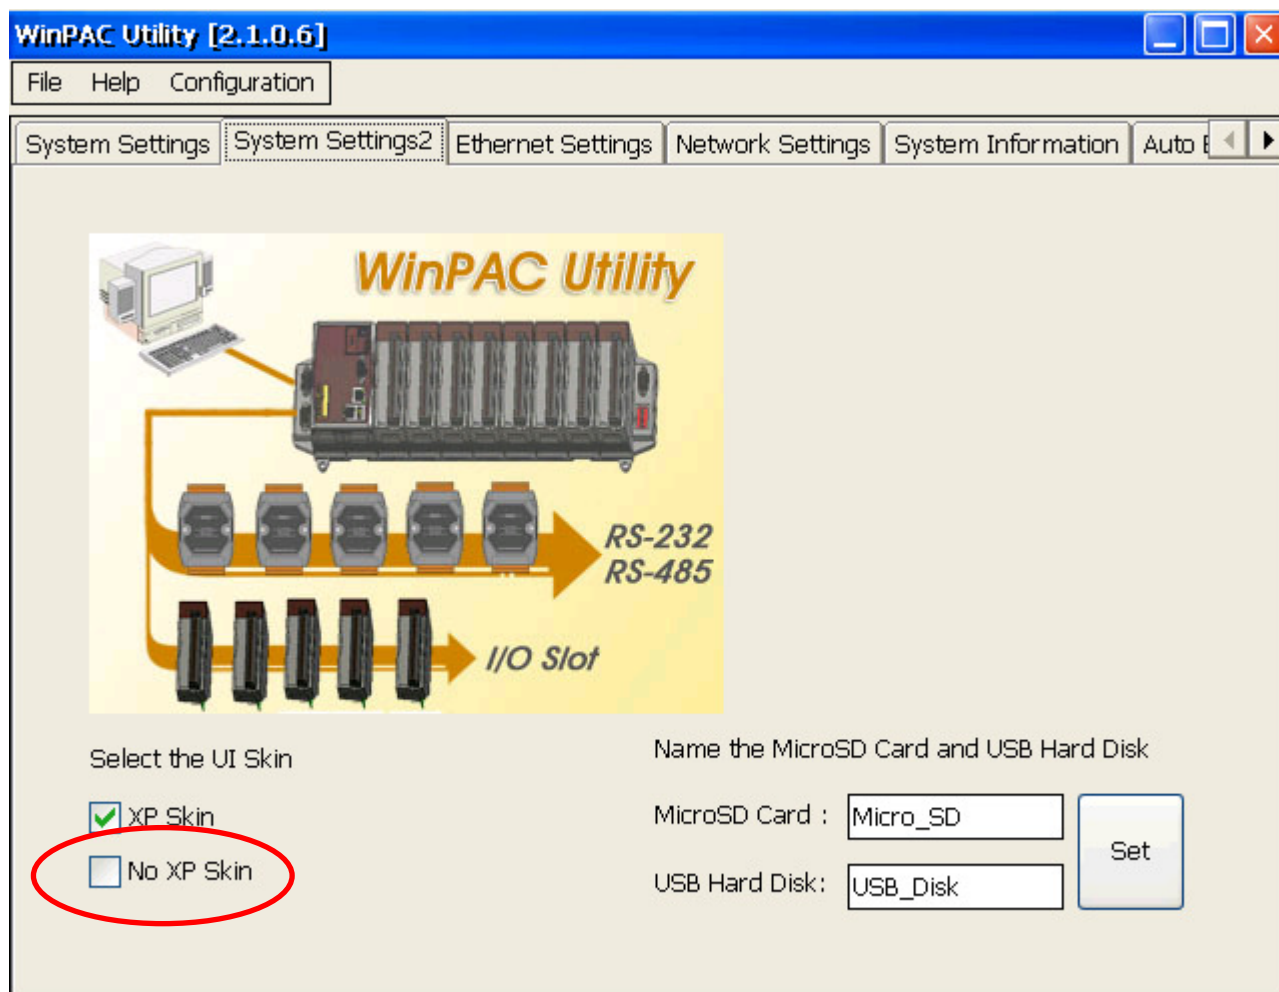 WinPAC Utility [2.1.0.6]
File Help Configuration
System Settings System Settings2 Ethernet Settings Network Settings System Information Auto
WinPAC Utility
RS-232
RS-485
I/O Slot
Select the UI Skin
XP Skin
No XP Skin
Name the MicroSD Card and USB Hard Disk
MicroSD Card : Micro_SD
USB Hard Disk: USB_Disk
Set